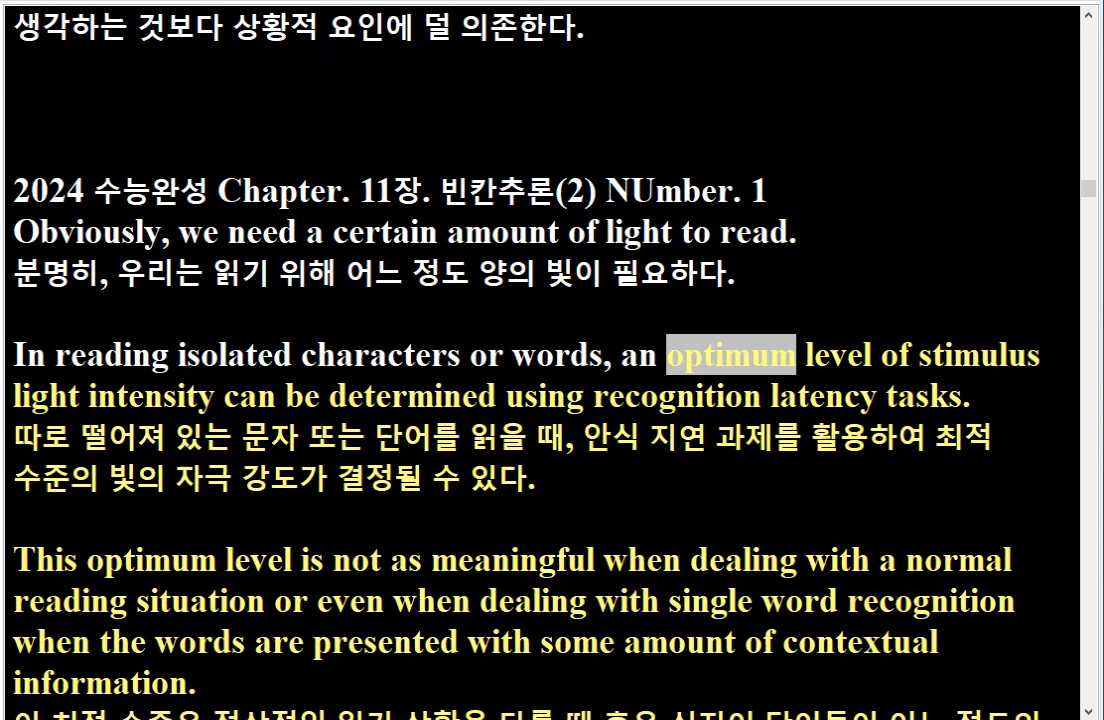 생각하는 것보다 상황적 요인에 덜 의존한다.
2024 수능완성 Chapter. 11장. 빈칸추론(2) NUmber. 1
Obviously, we need a certain amount of light to read.
분명히, 우리는 읽기 위해 어느 정도 양의 빛이 필요하다.
In reading isolated characters or words, an optimum level of stimulus
light intensity can be determined using recognition latency tasks.
따로 떨어져 있는 문자 또는 단어를 읽을 때, 안식 지연 과제를 활용하여 최적
수준의 빛의 자극 강도가 결정될 수 있다.
This optimum level is not as meaningful when dealing with a normal
reading situation or even when dealing with single word recognition
when the words are presented with some amount of contextual
information.